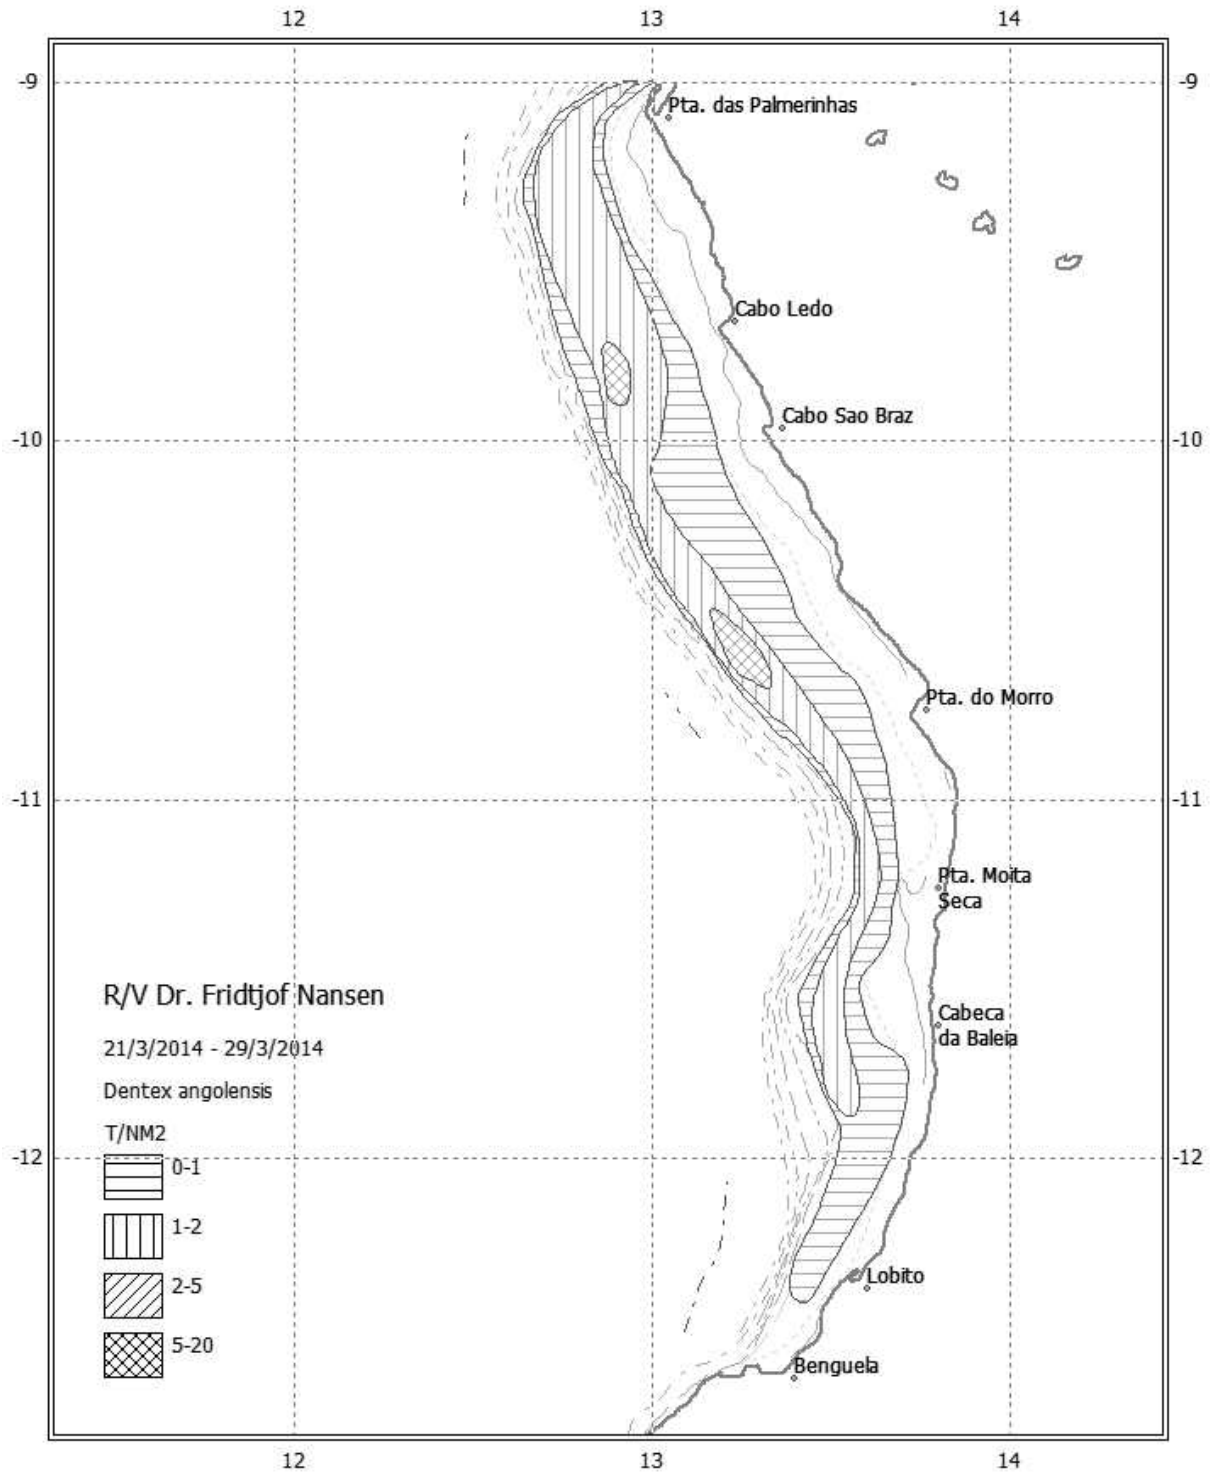 12 13 14
-9 -9
Pta. das Palmerinhas
Cabo Ledo
Cabo Sao Braz
-10 -10
Pta. do Morro
-11 -11
Pta. Moita
Seca
R/V Dr. Fridtjof Nansen
Cabeca
da Baleia
21/3/2014 - 29/3/2014
Dentex angolensis
T/NM2
-12 -12
0-1
1-2
2-5
5-20
Lobito
Benguela
12 13 14